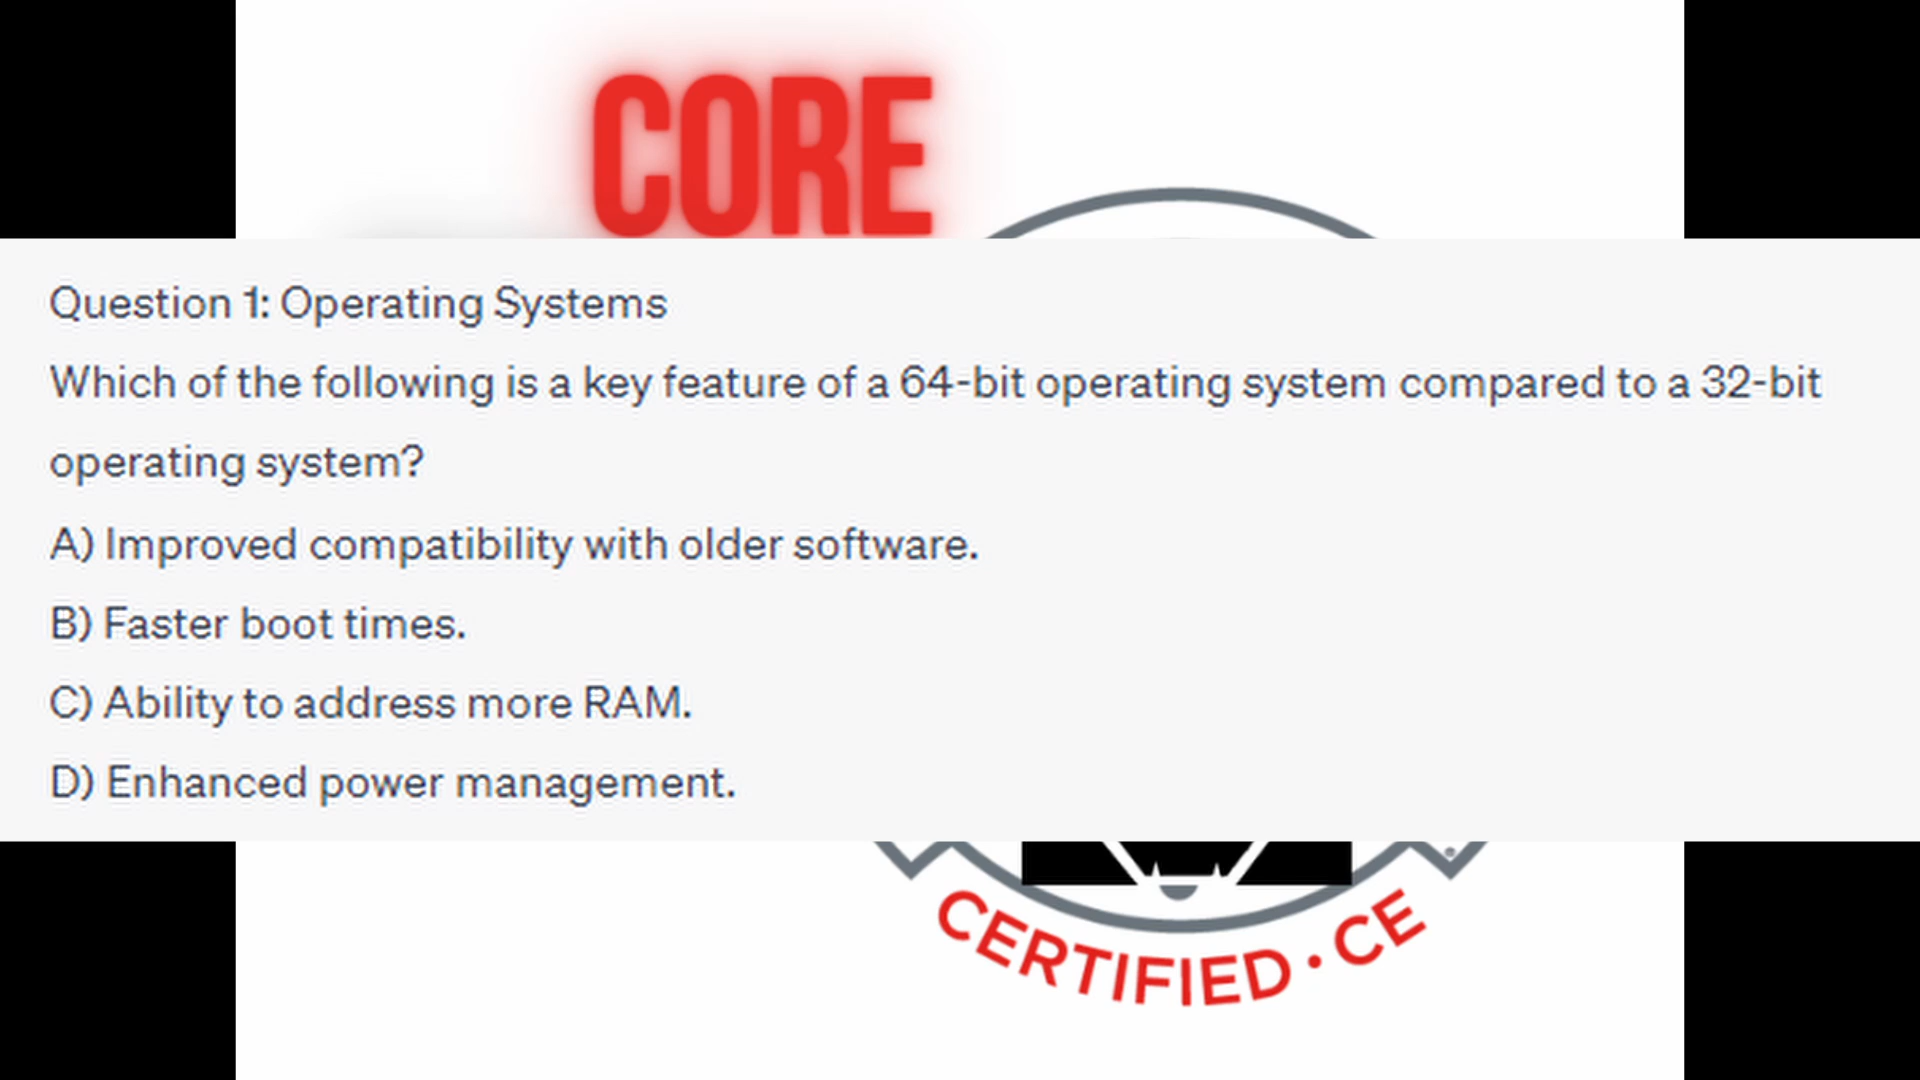 CORE
Question 1: Operating Systems
Which of the following is a key feature of a 64-bit operating system compared to a 32-bit
operating system?
A) Improved compatibility with older software.
B) Faster boot times.
C) Ability to address more RAM.
D) Enhanced power management.
CERTIFIED · CE